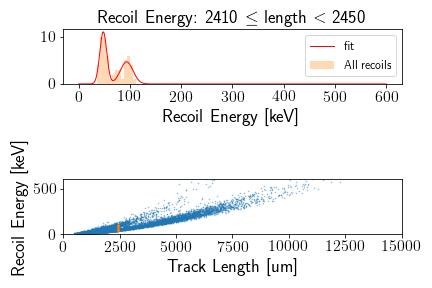 Recoil Energy: 2410 ≤ length < 2450
10
0
fit
All recoils
0 100 200 300 400 500 600
Recoil Energy [keV]
Recoil Energy [keV]
500
0
0 2500 5000 7500 10000 12500 15000
Track Length [um]